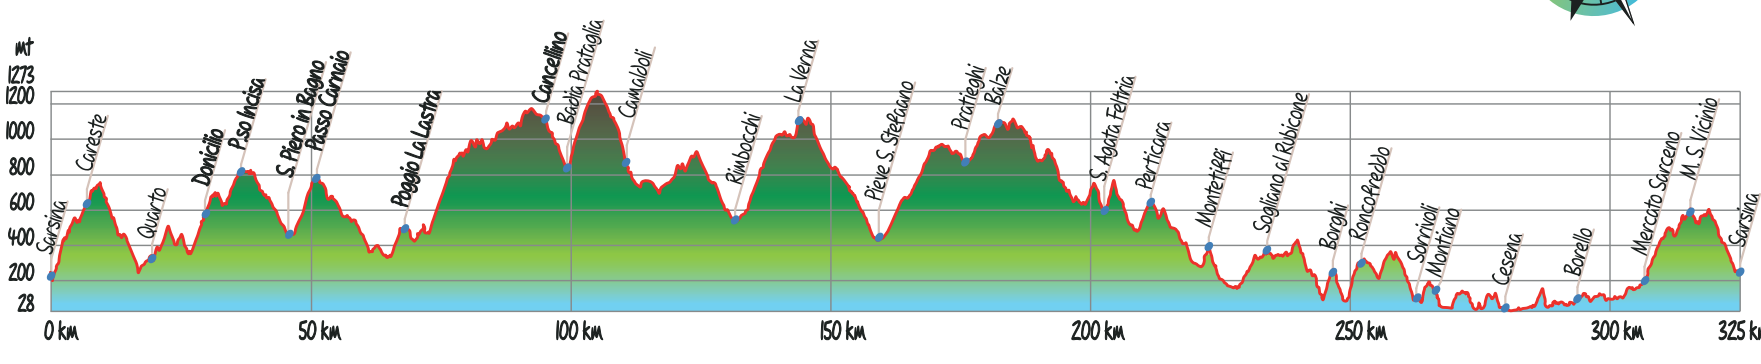 mt
1273
1200
1000
800
600
400
200
28
Sarsina
Careste
Quarto
Donicilio
P.so Incisa
S. Piero in Bagno
Passo Carnaio
Poggio La Lastra
Cancellino
Badia Prataglia
Camaldoli
Rimbocchi
La Verna
Pieve S. Stefaano
Pratieghi
Balze
S. Agata Feltria
Perticara
Montetiffi
Sogliano al Rubicone
Borghi
Roncofreddo
Sorrivoli
Montiano
Cesena
Borello
Mercato Sarceno
M. S. Vicinio
Sarsina
0 km
50 km
100 km
150 km
200 km
250 km
300 km
325 k